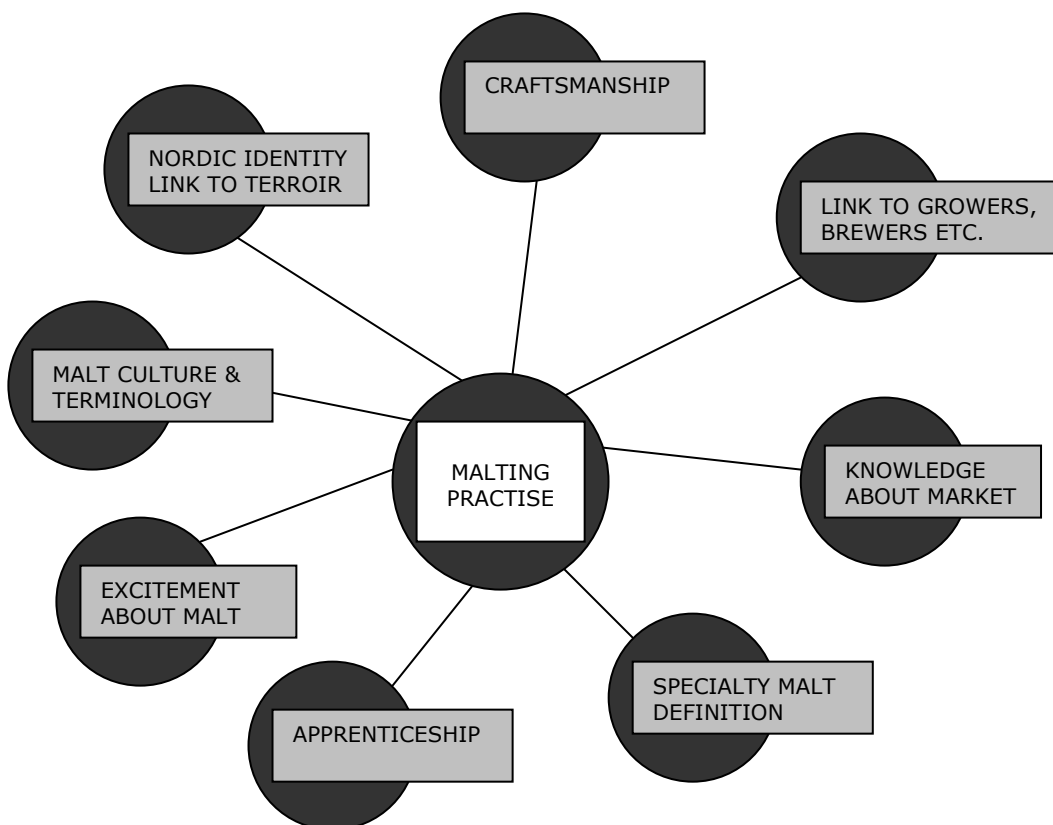 CRAFTSMANSHIP
NORDIC IDENTITY
LINK TO TERROIR
LINK TO GROWERS,
BREWERS ETC.
MALT CULTURE &
TERMINOLOGY
MALTING
PRACTISE
KNOWLEDGE
ABOUT MARKET
EXCITEMENT
ABOUT MALT
SPECIALTY MALT
DEFINITION
APPRENTICESHIP